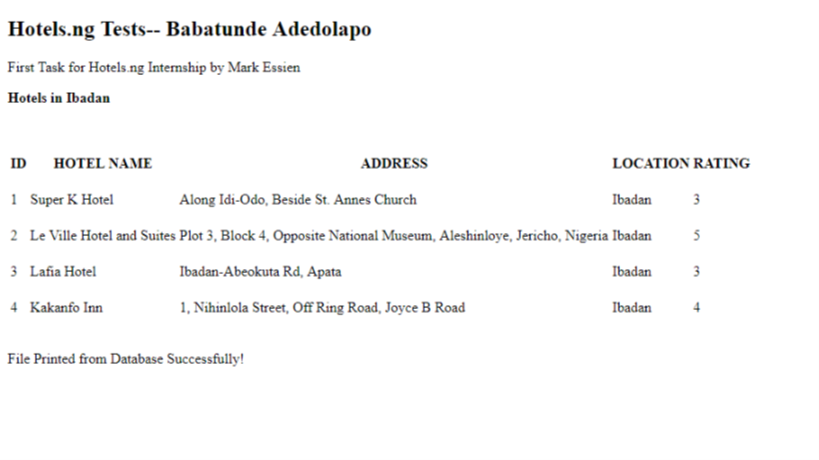 Hotels.ng Tests-- Babatunde Adedolapo
First Task for Hotels.ng Internship by Mark Essien
Hotels in Ibadan
ID HOTEL NAME ADDRESS LOCATION RATING
1 Super K Hotel Along Idi-Odo, Beside St. Annes Church Ibadan 3
2 Le Ville Hotel and Suites Plot 3, Block 4, Opposite National Museum, Aleshinloye, Jericho, Nigeria Ibadan 5
3 Lafia Hotel Ibadan-Abeokuta Rd, Apata Ibadan 3
4 Kakanfo Inn 1, Nihinlola Street, Off Ring Road, Joyce B Road Ibadan 4
File Printed from Database Successfully!